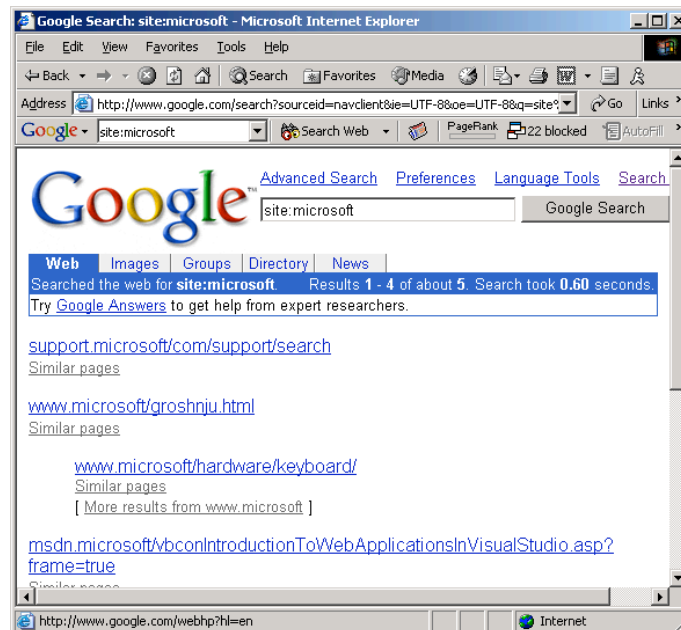 Google Search: site:microsoft - Microsoft Internet Explorer
File Edit View Favorites Tools Help
Back Search Favorites Media
Address http://www.google.com/search?sourceid=navclient&ie=UTF-8&oe=UTF-8&q=site% Go Links »
Google site:microsoft Search Web PageRank 22 blocked AutoFill »
Google™
Advanced Search Preferences Language Tools Search
site:microsoft Google Search
Web Images Groups Directory News
Searched the web for site:microsoft. Results 1 - 4 of about 5. Search took 0.60 seconds.
Try Google Answers to get help from expert researchers.
support.microsoft/com/support/search
Similar pages
www.microsoft/groshnju.html
Similar pages
www.microsoft/hardware/keyboard/
Similar pages
[ More results from www.microsoft ]
msdn.microsoft/vbconIntroductionToWebApplicationsInVisualStudio.asp?
frame=true
Similar pages
http://www.google.com/webhp?hl=en Internet